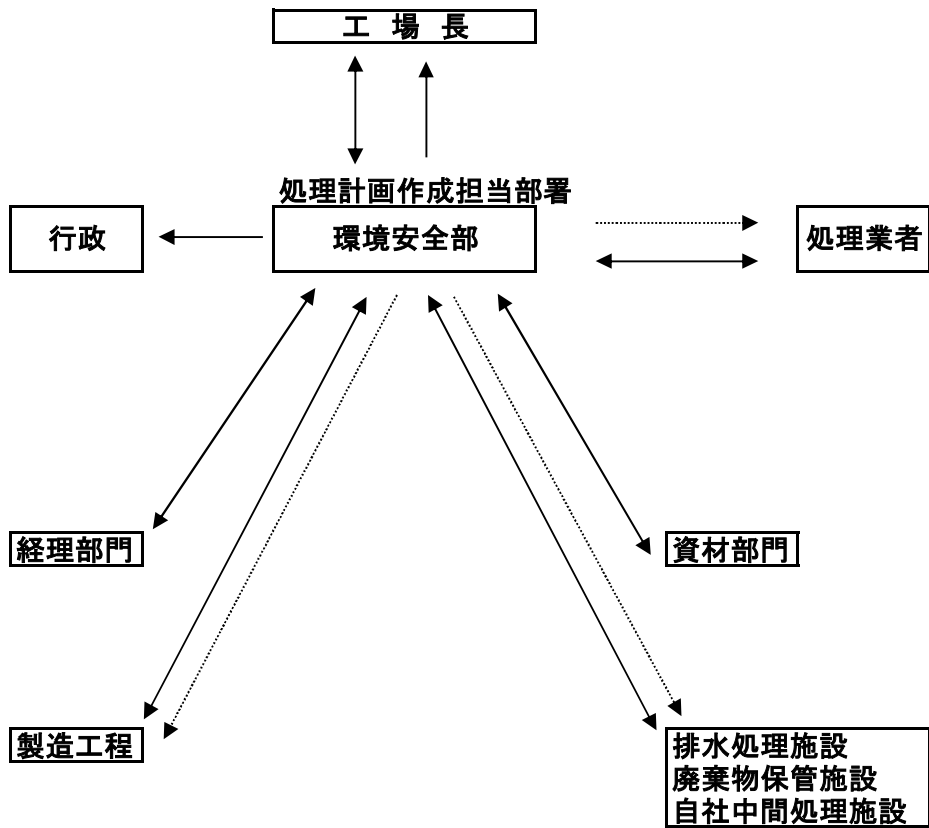 工 場 長
処理計画作成担当部署
行政
環境安全部
処理業者
経理部門
資材部門
製造工程
排水処理施設
廃棄物保管施設
自社中間処理施設